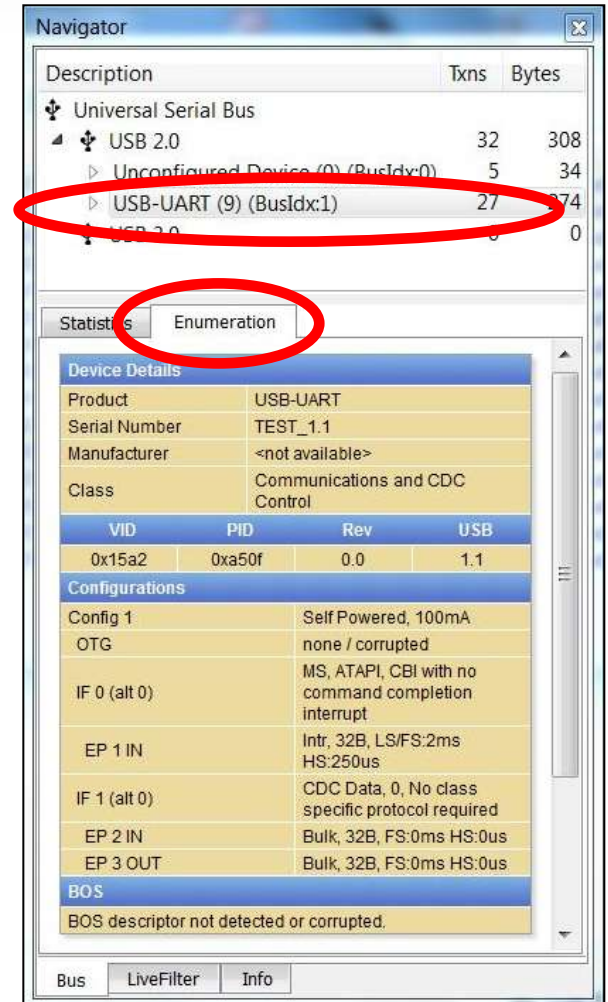 Navigator
Description Txns Bytes
Universal Serial Bus
USB 2.0 32 308
Unconfigured Device (0) (BusIdx:0) 5 34
USB-UART (9) (BusIdx:1) 27 274
0
Statistics Enumeration
Device Details
Product USB-UART
Serial Number TEST_1.1
Manufacturer <not available>
Class Communications and CDC
Control
VID PID Rev USB
0x15a2 0xa50f 0.0 1.1
Configurations
Config 1 Self Powered, 100mA
OTG none / corrupted
IF 0 (alt 0) MS, ATAPI, CBI with no
command completion
interrupt
EP 1 IN Intr, 32B, LS/FS:2ms
HS:250us
IF 1 (alt 0) CDC Data, 0, No class
specific protocol required
EP 2 IN Bulk, 32B, FS:0ms HS:0us
EP 3 OUT Bulk, 32B, FS:0ms HS:0us
BOS
BOS descriptor not detected or corrupted.
Bus LiveFilter Info